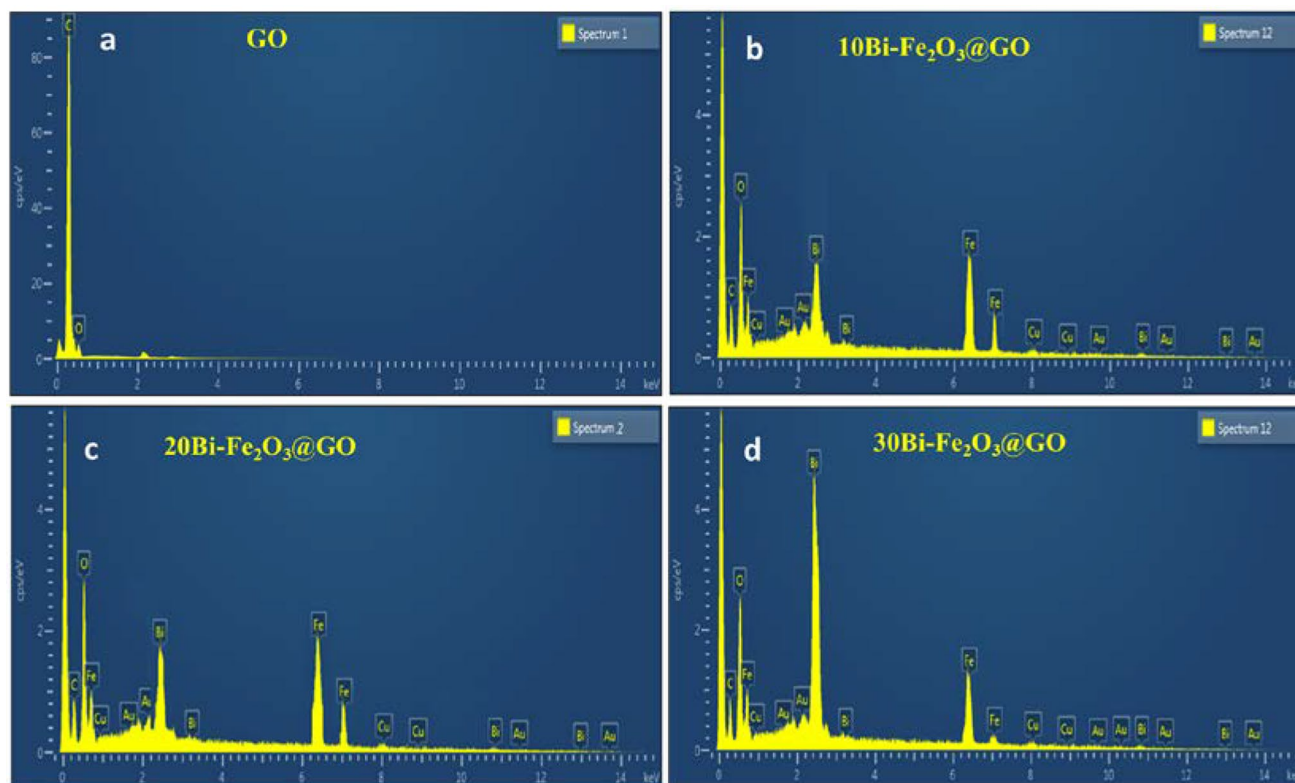 a
GO
Spectrum 1
C
O
80
60
40
20
0
cps/eV
0 2 4 6 8 10 12 14 keV
b
10Bi-Fe₂O₃@GO
Spectrum 12
4
2
0
cps/eV
O
C
Fe
Cu
Au
Au
Bi
Bi
Fe
Fe
Cu
Cu
Au
Bi
Au
Bi
Au
0 2 4 6 8 10 12 14 ke
c
20Bi-Fe₂O₃@GO
Spectrum 2
4
2
0
cps/eV
O
C
Fe
Cu
Au
Au
Bi
Bi
Fe
Fe
Cu
Cu
Bi
Au
Bi
Au
0 2 4 6 8 10 12 14 keV
d
30Bi-Fe₂O₃@GO
Spectrum 12
4
2
0
cps/eV
O
C
Fe
Cu
Au
Au
Bi
Bi
Fe
Fe
Cu
Cu
Au
Au
Bi
Au
Bi
Au
0 2 4 6 8 10 12 14 ke